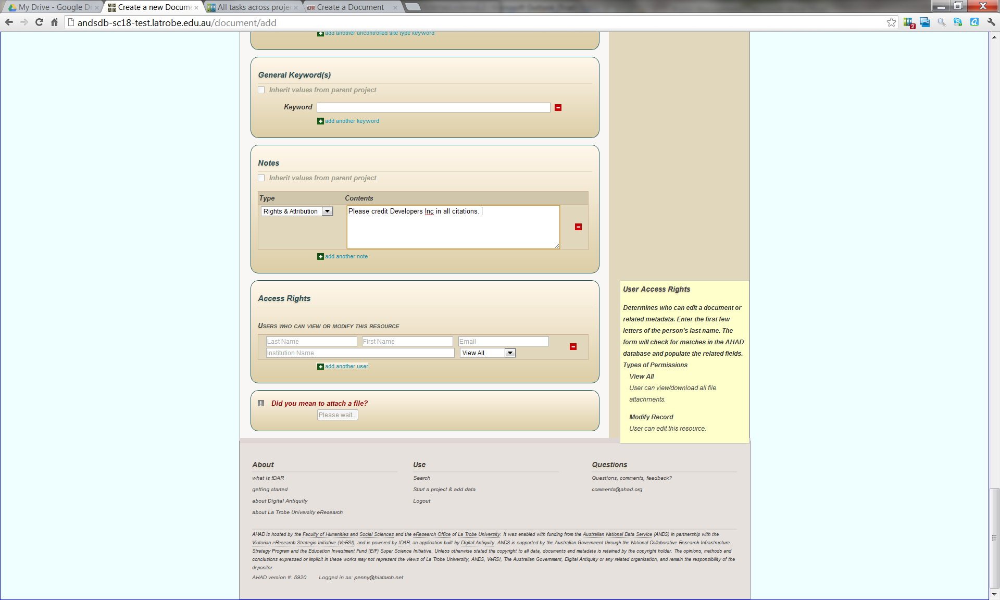 My Drive - Google Dr
Create a new Docum
All tasks across proje
tDAR Create a Document
andsdb-sc18-test.latrobe.edu.au/document/add
2
add another uncontrolled site type keyword
General Keyword(s)
Inherit values from parent project
Keyword
add another keyword
Notes
Inherit values from parent project
Type Contents
Rights & Attribution Please credit Developers Inc in all citations.
add another note
Access Rights
Users who can view or modify this resource
Last Name First Name Email
Institution Name View All
add another user
Did you mean to attach a file?
Please wait...
User Access Rights
Determines who can edit a document or
related metadata. Enter the first few
letters of the person's last name. The
form will check for matches in the AHAD
database and populate the related fields.
Types of Permissions
View All
User can view/download all file
attachments.
Modify Record
User can edit this resource.
About
what is tDAR
getting started
about Digital Antiquity
about La Trobe University eResearch
Use
Search
Start a project & add data
Logout
Questions
Questions, comments, feedback?
comments@ahad.org
AHAD is hosted by the Faculty of Humanities and Social Sciences and the eResearch Office of La Trobe University. It was enabled with funding from the Australian National Data Service (ANDS) in partnership with the
Victorian eResearch Strategic Initiative (VeRSI), and is powered by tDAR, an application built by Digital Antiquity. ANDS is supported by the Australian Government through the National Collaborative Research Infrastructure
Strategy Program and the Education Investment Fund (EIF) Super Science Initiative. Unless otherwise stated the copyright to all data, documents and metadata is retained by the copyright holder. The opinions, methods and
conclusions expressed or implicit in these works may not represent the views of La Trobe University, ANDS, VeRSI, The Australian Government, Digital Antiquity or any related organisation, and remain the responsibility of the
depositor.
AHAD version #: 5920 Logged in as: penny@histarch.net